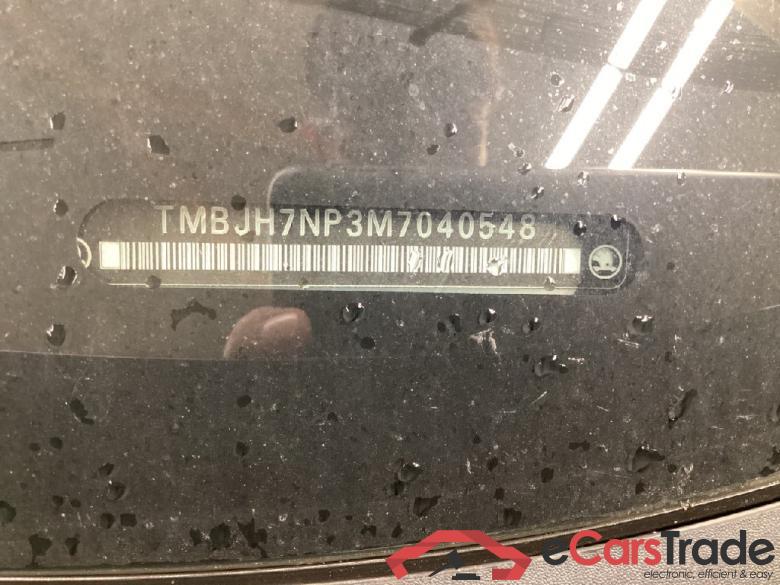 TMBJH7NP3M7040548
eCarsTrade
electronic, efficient & easy